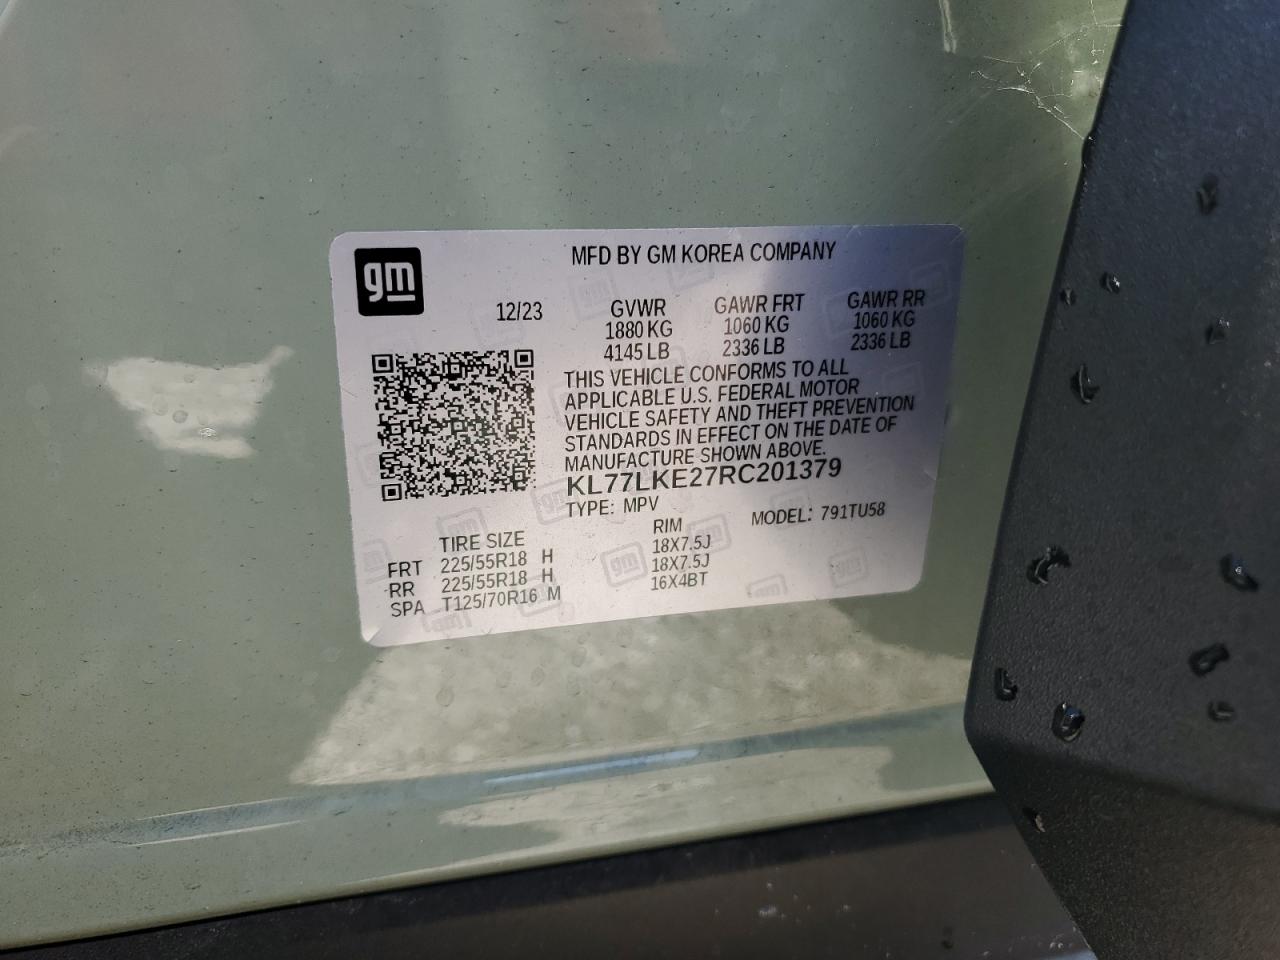 gm
MFD BY GM KOREA COMPANY
12/23
GVWR GAWR FRT GAWR RR
1880 KG 1060 KG 1060 KG
4145 LB 2336 LB 2336 LB
THIS VEHICLE CONFORMS TO ALL
APPLICABLE U.S. FEDERAL MOTOR
VEHICLE SAFETY AND THEFT PREVENTION
STANDARDS IN EFFECT ON THE DATE OF
MANUFACTURE SHOWN ABOVE.
KL77LKE27RC201379
TYPE: MPV MODEL: 791TU58
TIRE SIZE RIM
FRT 225/55R18 H 18X7.5J
RR 225/55R18 H 18X7.5J
SPA T125/70R16 M 16X4BT